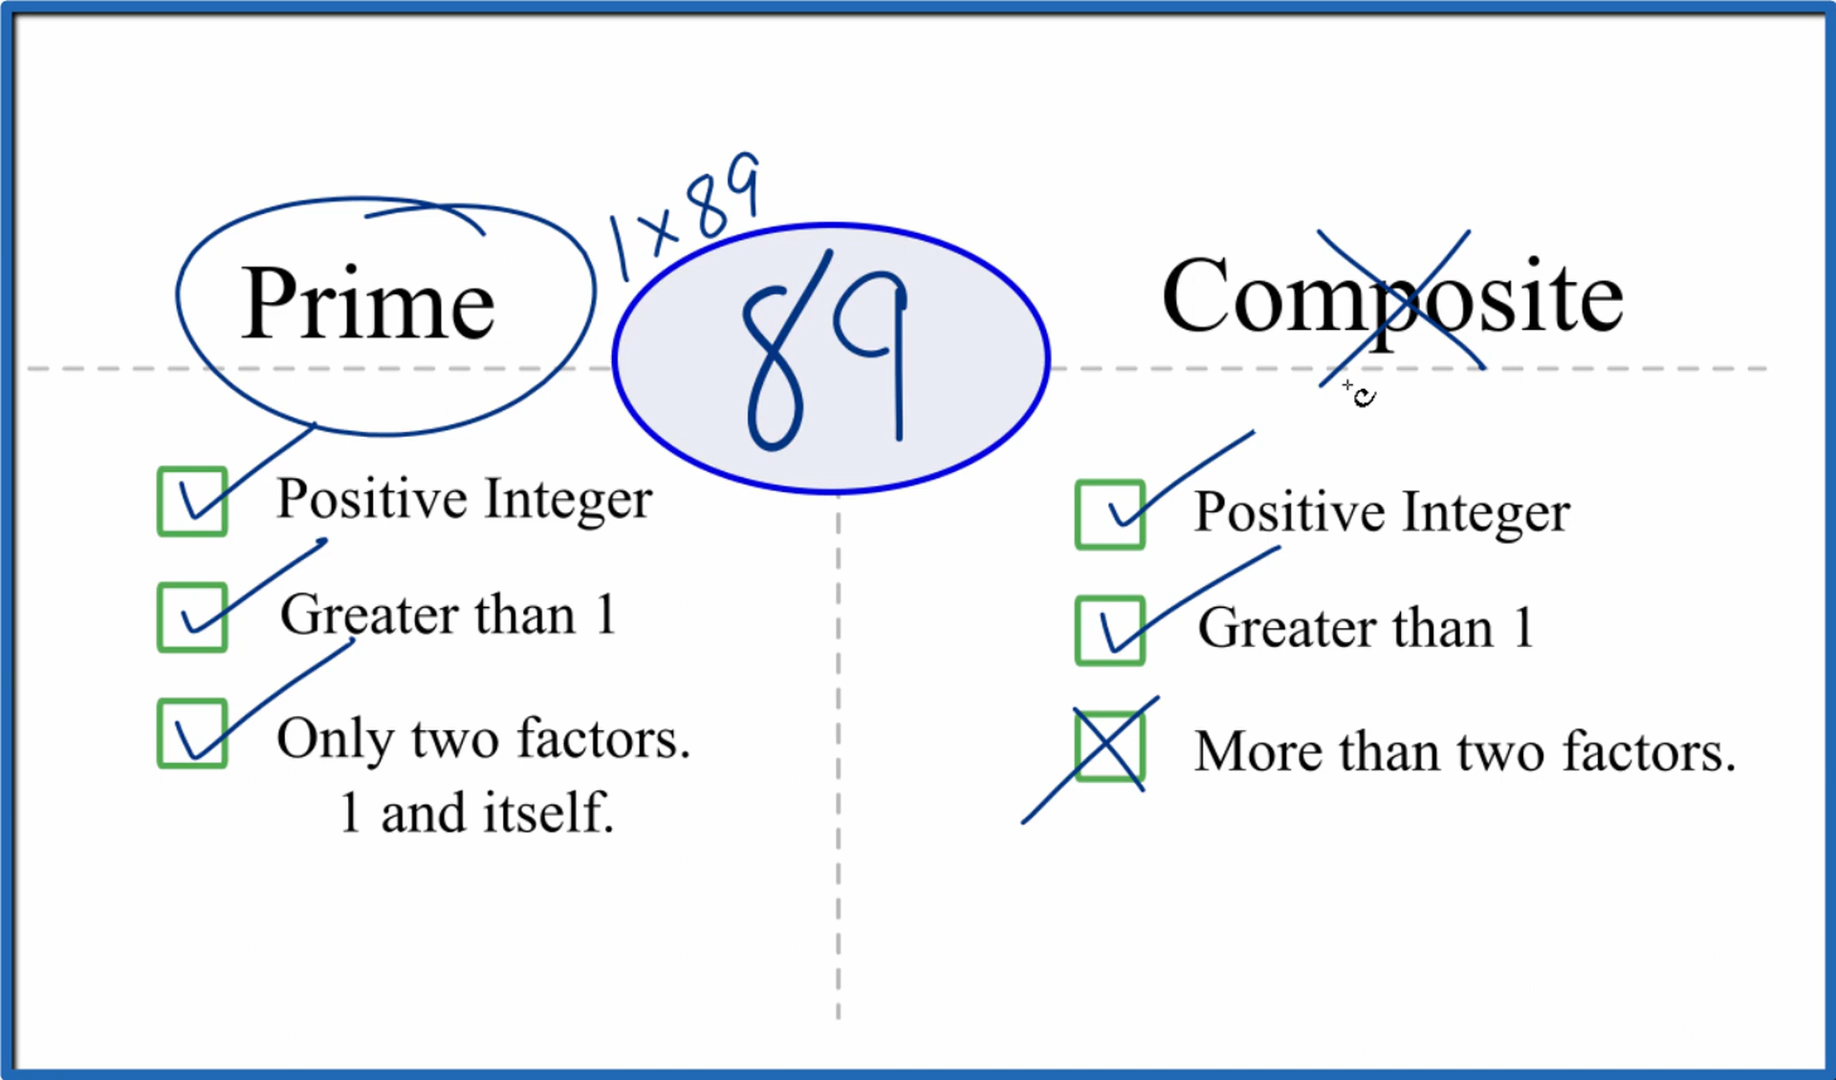 1×89
Prime
89
Composite
Positive Integer
Greater than 1
Only two factors.
1 and itself.
Positive Integer
Greater than 1
More than two factors.